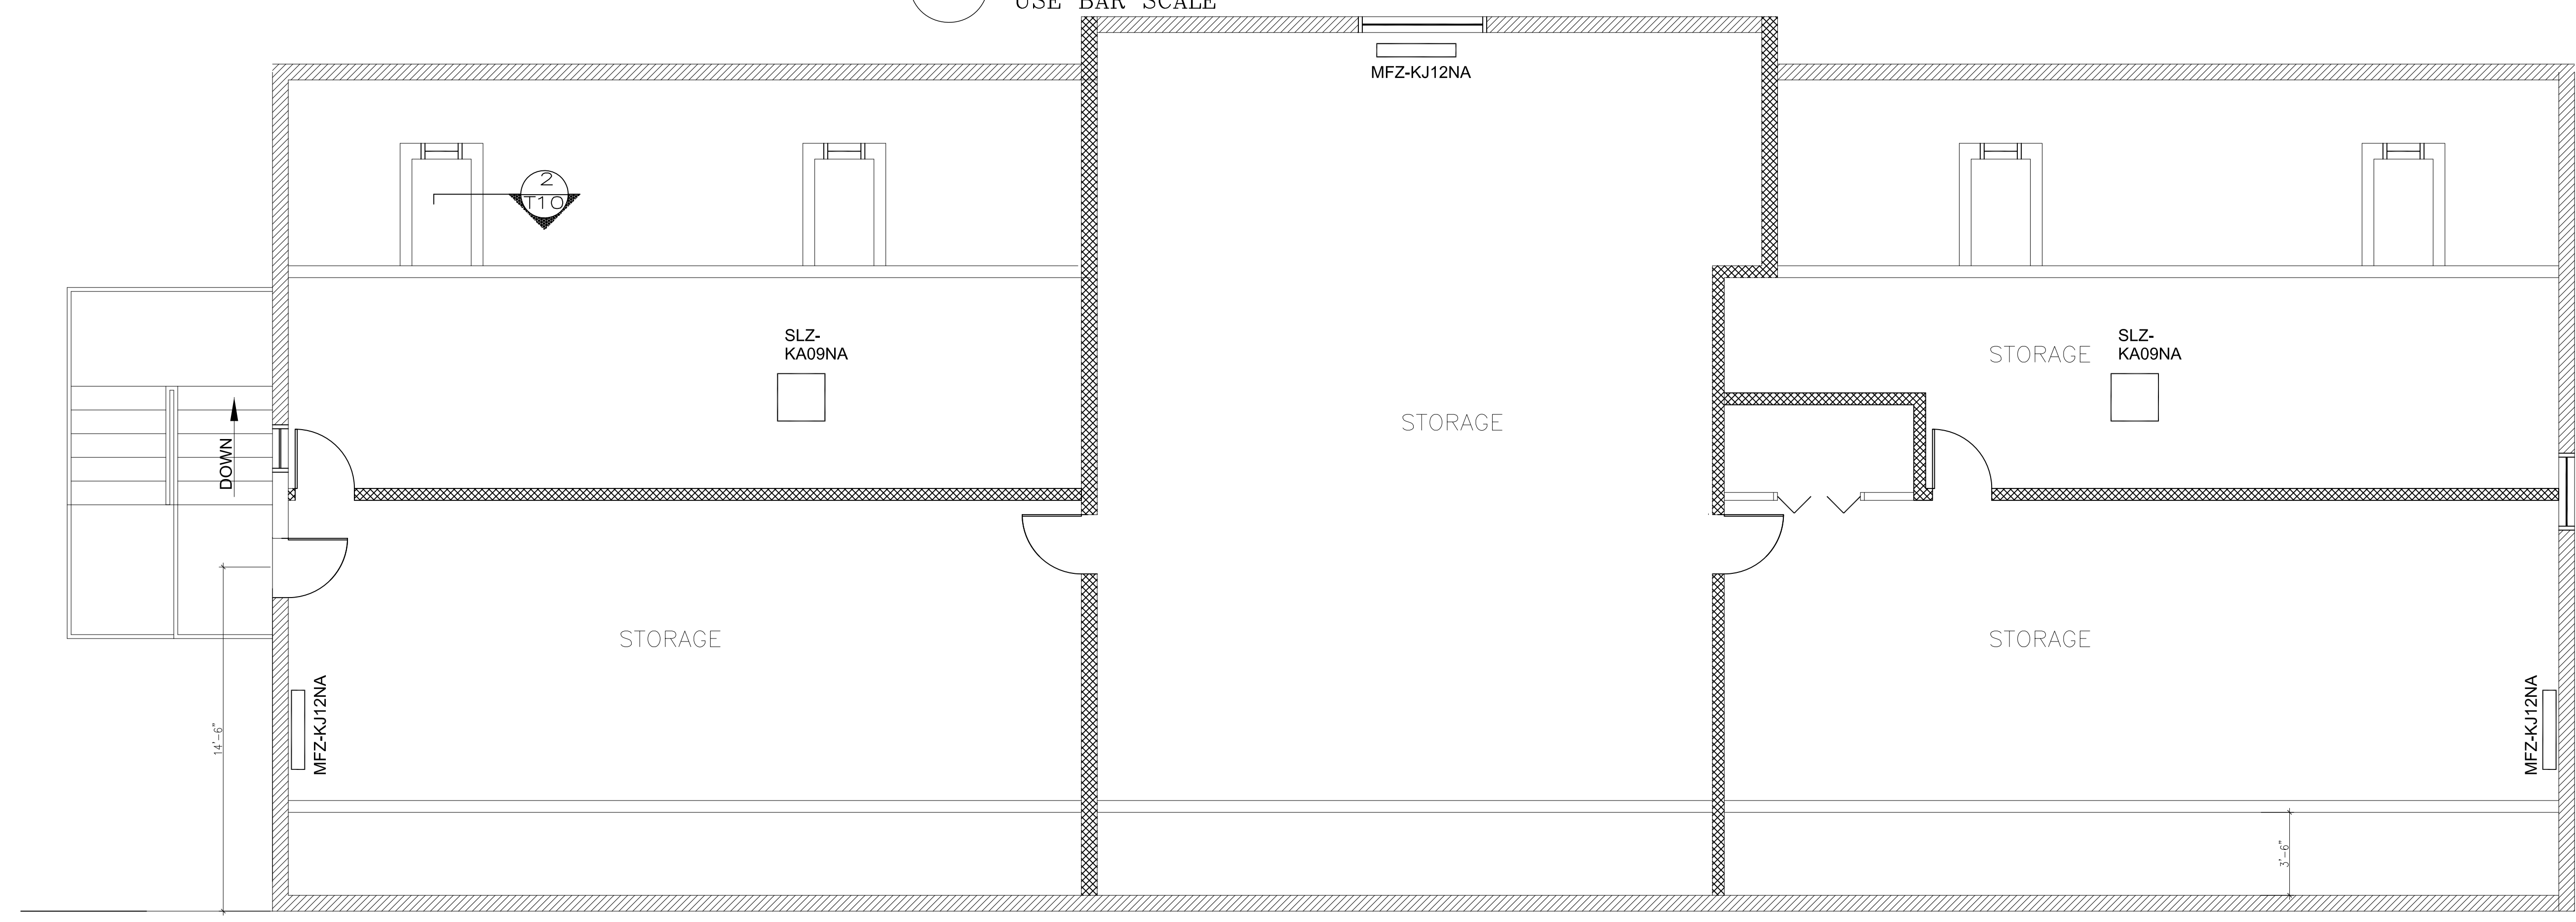 USE BAR SCALE
MFZ-KJ12NA
2
T10
SLZ-
KA09NA
STORAGE
SLZ-
KA09NA
STORAGE
DOWN
STORAGE
STORAGE
14'-6"
MFZ-KJ12NA
MFZ-KJ12NA
3'-6"